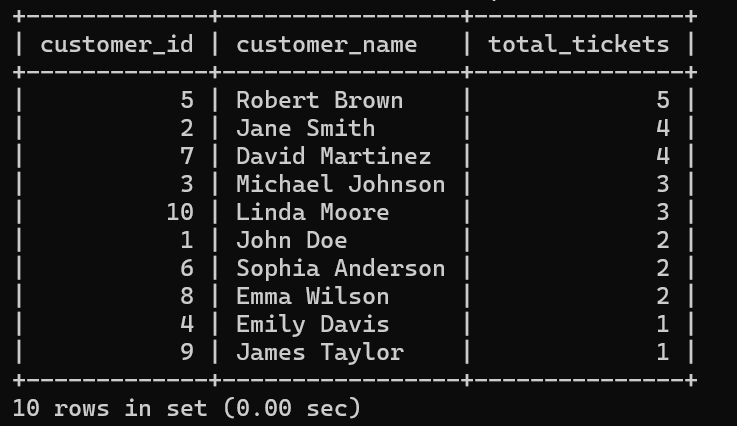 +-------------+-----------------+---------------+
| customer_id | customer_name   | total_tickets |
+-------------+-----------------+---------------+
|           5 | Robert Brown    |             5 |
|           2 | Jane Smith      |             4 |
|           7 | David Martinez  |             4 |
|           3 | Michael Johnson |             3 |
|          10 | Linda Moore     |             3 |
|           1 | John Doe        |             2 |
|           6 | Sophia Anderson |             2 |
|           8 | Emma Wilson     |             2 |
|           4 | Emily Davis     |             1 |
|           9 | James Taylor    |             1 |
+-------------+-----------------+---------------+
10 rows in set (0.00 sec)